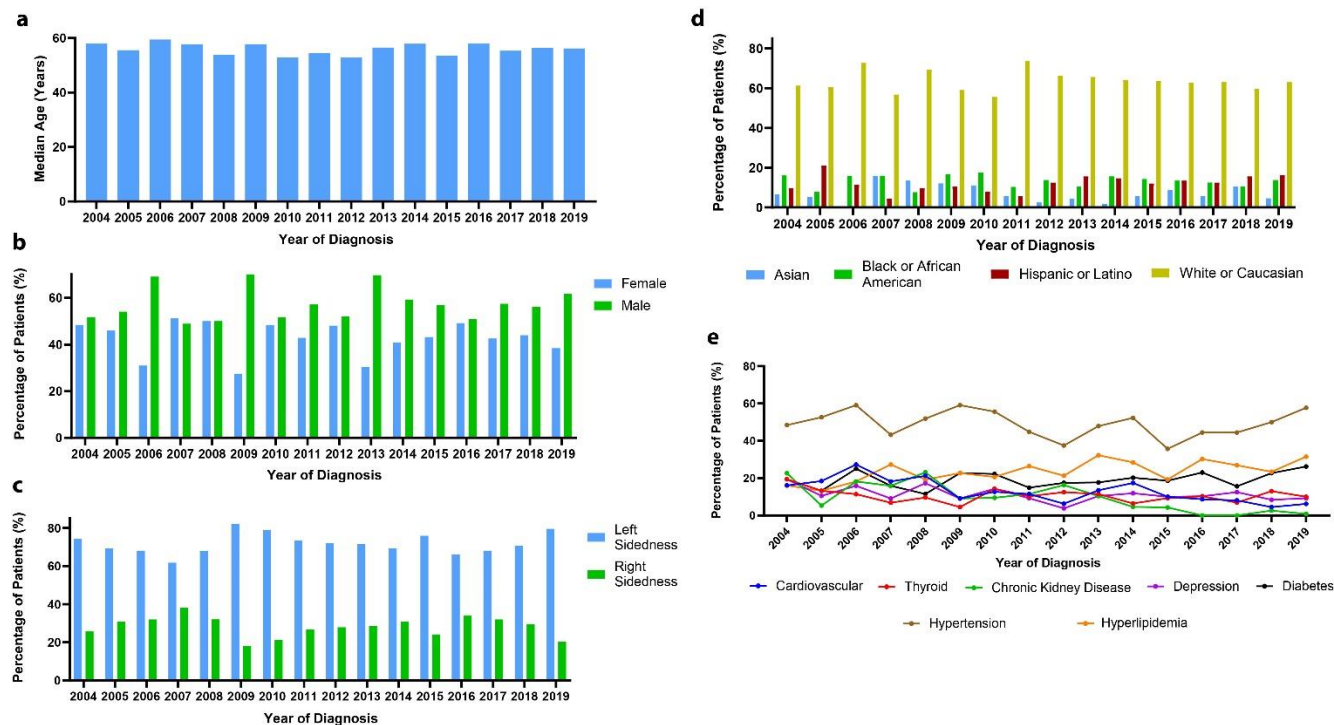 a
Median Age (Years)
60
40
20
0
2004 2005 2006 2007 2008 2009 2010 2011 2012 2013 2014 2015 2016 2017 2018 2019
Year of Diagnosis
b
Percentage of Patients (%)
60
40
20
0
2004 2005 2006 2007 2008 2009 2010 2011 2012 2013 2014 2015 2016 2017 2018 2019
Year of Diagnosis
Female
Male
c
Percentage of Patients (%)
80
60
40
20
0
2004 2005 2006 2007 2008 2009 2010 2011 2012 2013 2014 2015 2016 2017 2018 2019
Year of Diagnosis
Left
Sidedness
Right
Sidedness
d
Percentage of Patients (%)
80
60
40
20
0
2004 2005 2006 2007 2008 2009 2010 2011 2012 2013 2014 2015 2016 2017 2018 2019
Year of Diagnosis
Asian
Black or African
American
Hispanic or Latino
White or Caucasian
e
Percentage of Patients (%)
80
60
40
20
0
2004 2005 2006 2007 2008 2009 2010 2011 2012 2013 2014 2015 2016 2017 2018 2019
Year of Diagnosis
Cardiovascular Thyroid Chronic Kidney Disease Depression Diabetes
Hypertension Hyperlipidemia